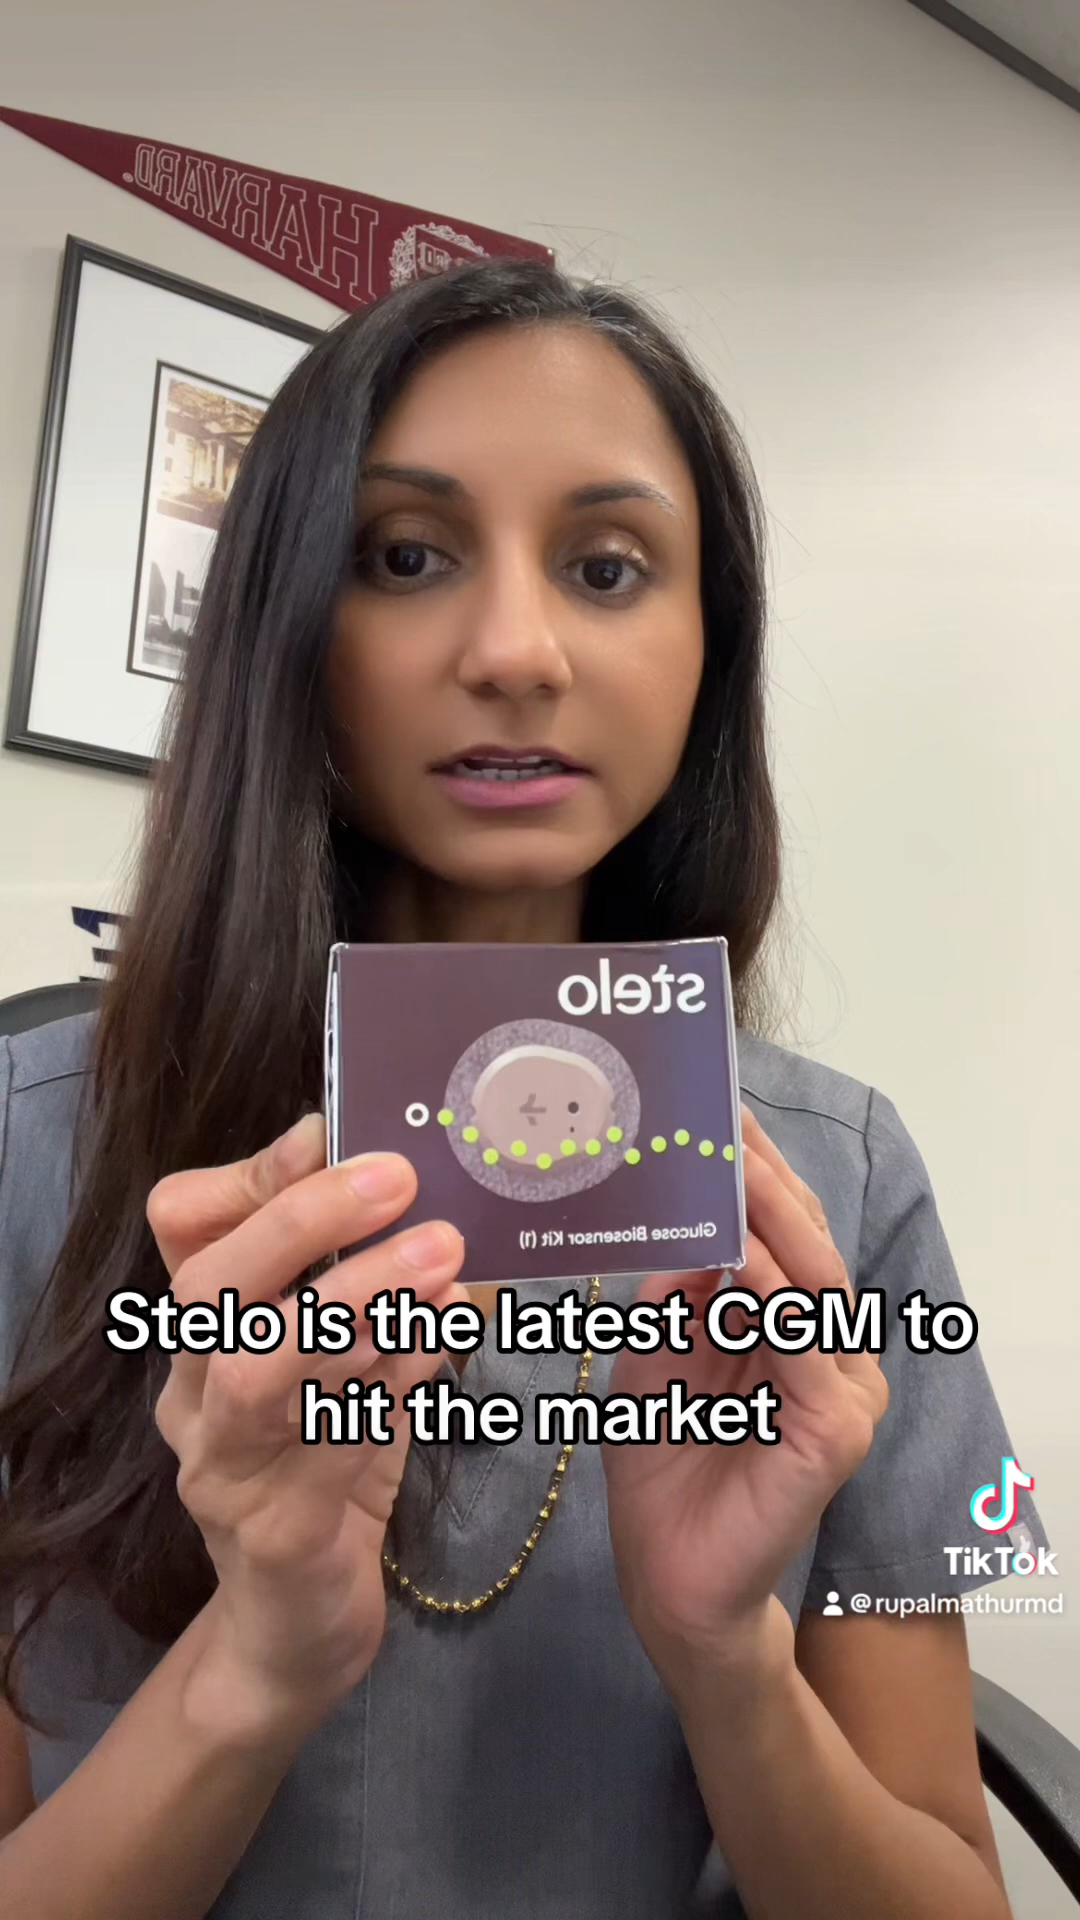 HARVARD
stelo
Glucose Biosensor Kit (1)
Stelo is the latest CGM to
hit the market
TikTok
@rupalmathurmd